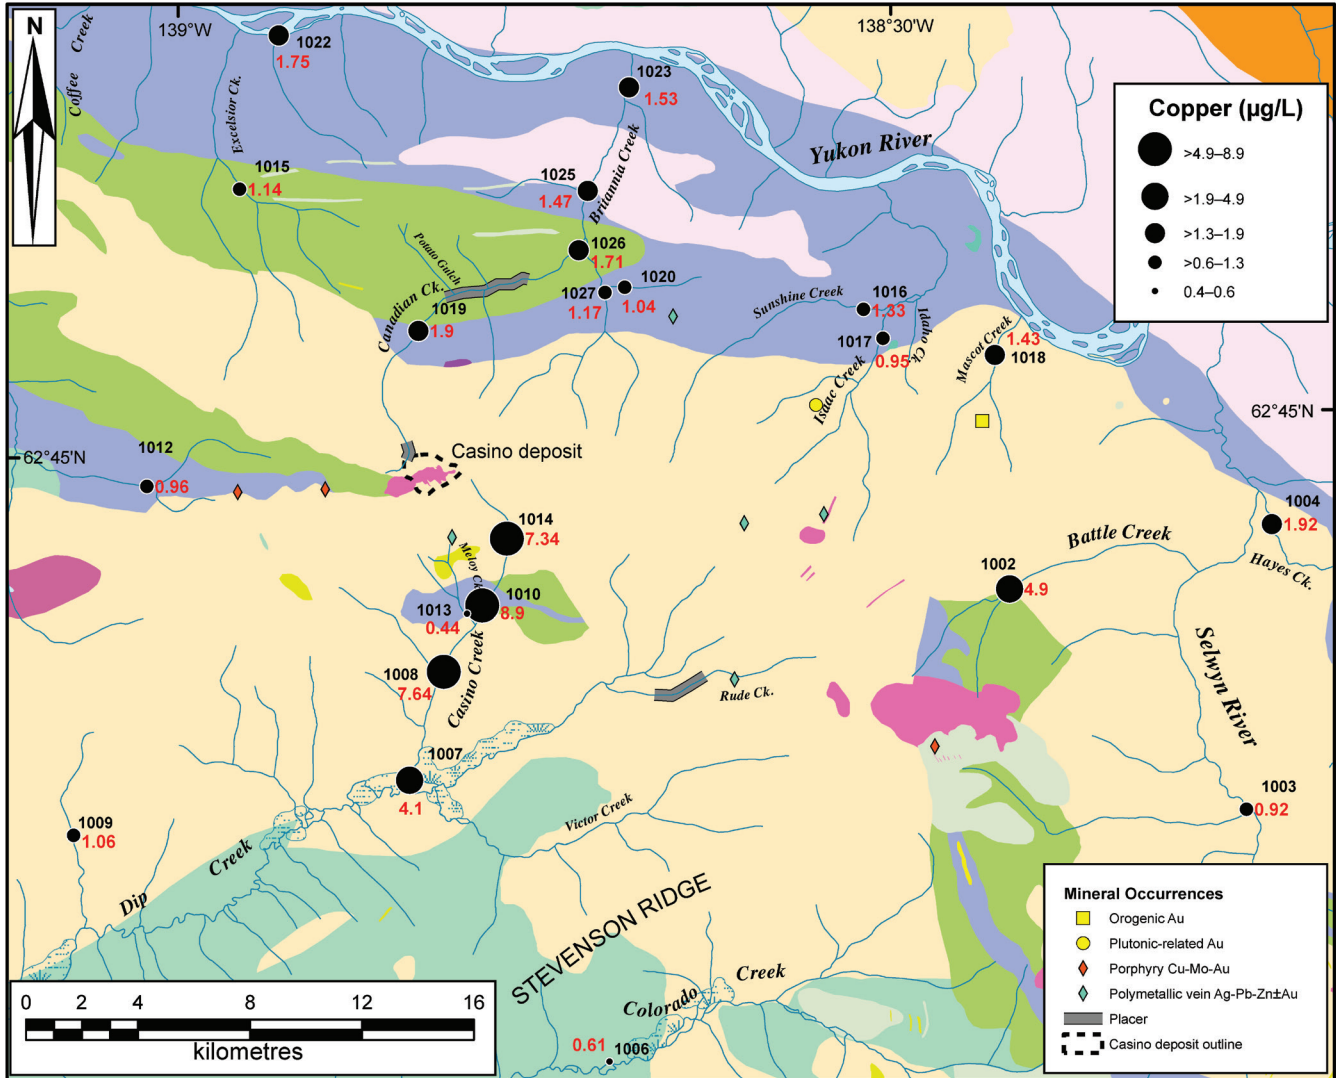 N
139°W
138°30'W
Coffee Creek
Excelsior Ck.
1022
1.75
1023
1.53
Yukon River
Copper (µg/L)
>4.9–8.9
>1.9–4.9
>1.3–1.9
>0.6–1.3
0.4–0.6
1015
1.14
1025
1.47
Britannia Creek
Potato Gulch
1026
1.71
Canadian Ck.
1019
1.9
1027
1.17
1020
1.04
Sunshine Creek
1016
1.33
1017
0.95
Idaho Ck
Isaac Creek
Mascot Creek
1.43
1018
62°45'N
62°45'N
Casino deposit
1012
0.96
1014
7.34
Meloy Ck.
1010
8.9
1013
0.44
1008
7.64
Casino Creek
1002
4.9
Battle Creek
1004
1.92
Hayes Ck.
Selwyn River
Rude Ck.
1007
4.1
Victor Creek
1009
1.06
Dip Creek
1003
0.92
STEVENSON RIDGE
Colorado Creek
0.61
1006
0 2 4 8 12 16
kilometres
Mineral Occurrences
Orogenic Au
Plutonic-related Au
Porphyry Cu-Mo-Au
Polymetallic vein Ag-Pb-Zn±Au
Placer
Casino deposit outline